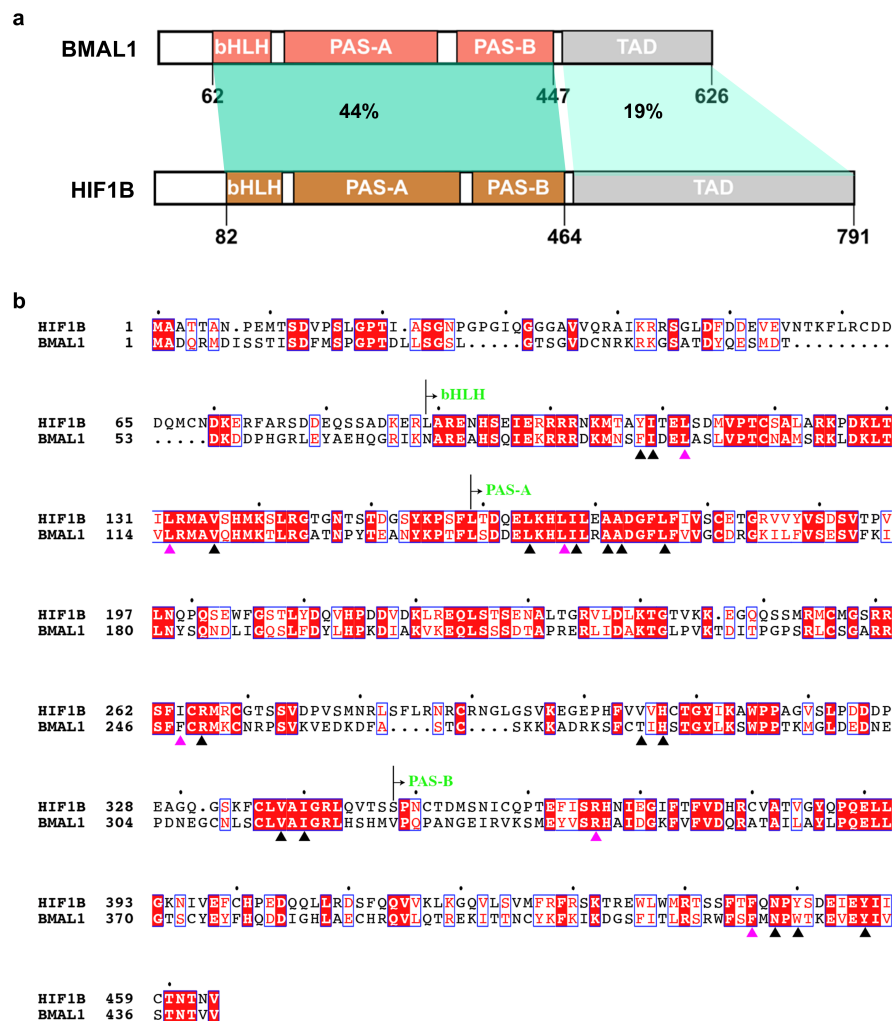 a
BMAL1
bHLH PAS-A PAS-B TAD
62 447 626
44% 19%
HIF1B
bHLH PAS-A PAS-B TAD
82 464 791
b
HIF1B 1 MAATTAN.PEMTSDVPSLGPTI.ASGNPGPGIQGGGAVVQRAIKRRSGLDFDDEVEVNTKFLRCDD
BMAL1 1 MADQRMDISSTISDFMSPGPTDLLSGSL.....GTSGVDCNRKRKGSATDYQESMDT.........
bHLH
HIF1B 65 DQMCNDKERFARSDDEQSSADKERLARENHSEIERRRRNKMTAYITELSDMVPTCSALARKPDKLT
BMAL1 53 .....DKDDPHGRLEYAEHQGRIKNAREAHSQIEKRRRDKMNSFIDELASLVPTCNAMSRKLDKLT
PAS-A
HIF1B 131 ILRMAVSHMKSLRGTGNTSTDGSYKPSFLTDQELKHLILEAADGFLFIVSCETGRVVYVSDSVTPV
BMAL1 114 VLRMAVQHMKTLRGATNPYTEANYKPTFLSDDELKHLILRAADGFLFVVGCDRGKILFVSESVFKI
HIF1B 197 LNQPQSEWFGSTLYDQVHPDDVDKLREQLSTSENALTGRVLDLKTGTVKK.EGQQSSMRMCMGSRR
BMAL1 180 LNYSQNDLIGQSLFDYLHPKDIAKVKEQLSSSDTAPRERLIDAKTGLPVKTDITPGPSRLCSGARR
HIF1B 262 SFICRMRCGTSSVDPVSMNRLSFLRNRCRNGLGSVKEGEPHFVVVHCTGYIKAWPPAGVSLPDDDP
BMAL1 246 SFFCRMKCNRPSVKVEDKDFA....STC....SKKKADRKSFCTIHSTGYLKSWPPTKMGLDEDNE
PAS-B
HIF1B 328 EAGQ.GSKFCLVAIGRLQVTSSPNCTDMSNICQPTEFISRHNIEGIFTFVDHRCVATVGYQPQELL
BMAL1 304 PDNEGCNLSCLVAIGRLHSHMVPQPANGEIRVKSMEYVSRHAIDGKFVFVDQRATAILAYLPQELL
HIF1B 393 GKNIVEFCHPEDQQLLRDSFQQVVKLKGQVLSVMFRFRSKTREWLWMRTSSFTFQNPYSDEIEYII
BMAL1 370 GTSCYEYFHQDDIGHLAECHRQVLQTREKITTNCYKFKIKDGSFITLRSRWFSFMNPWTKEVEYIV
HIF1B 459 CTNTNV
BMAL1 436 STNTVV